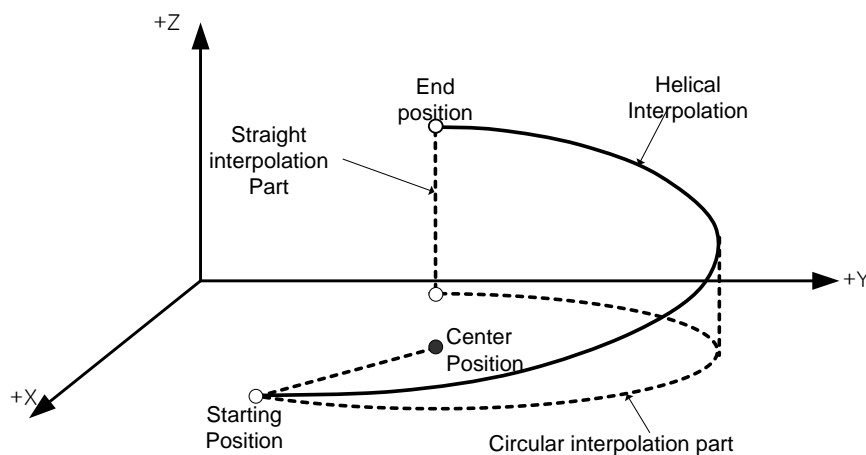 +Z
End
position
Helical
Interpolation
Straight
interpolation
Part
+Y
Center
Position
+X
Starting
Position
Circular interpolation part